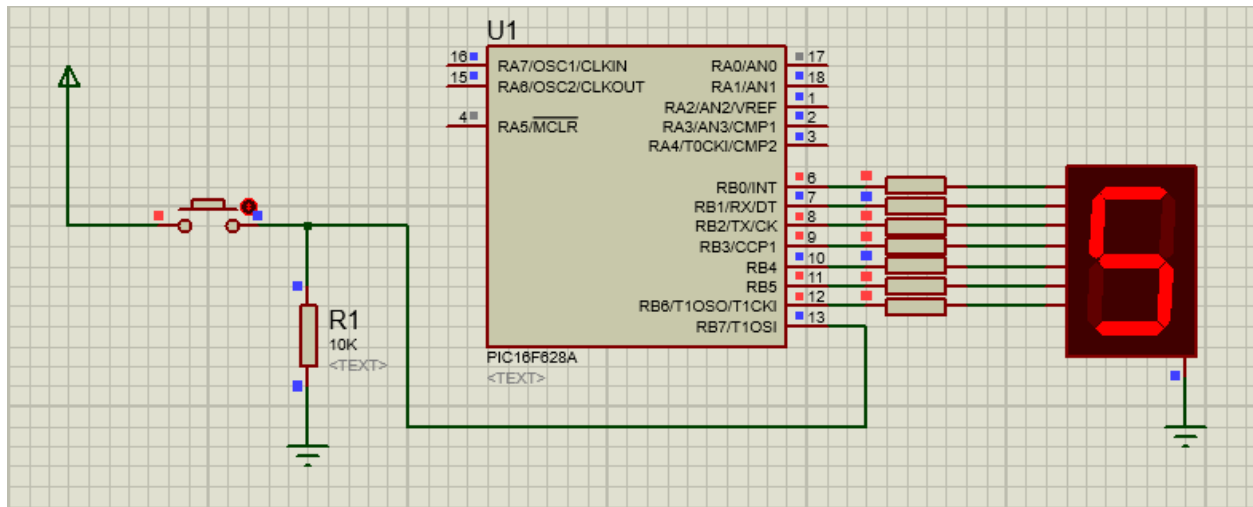 U1
16 RA7/OSC1/CLKIN RA0/AN0 17
15 RA6/OSC2/CLKOUT RA1/AN1 18
RA2/AN2/VREF 1
4 RA5/MCLR RA3/AN3/CMP1 2
RA4/T0CKI/CMP2 3
RB0/INT 6
RB1/RX/DT 7
RB2/TX/CK 8
RB3/CCP1 9
RB4 10
RB5 11
RB6/T1OSO/T1CKI 12
RB7/T1OSI 13
PIC16F628A
<TEXT>
R1
10K
<TEXT>
5